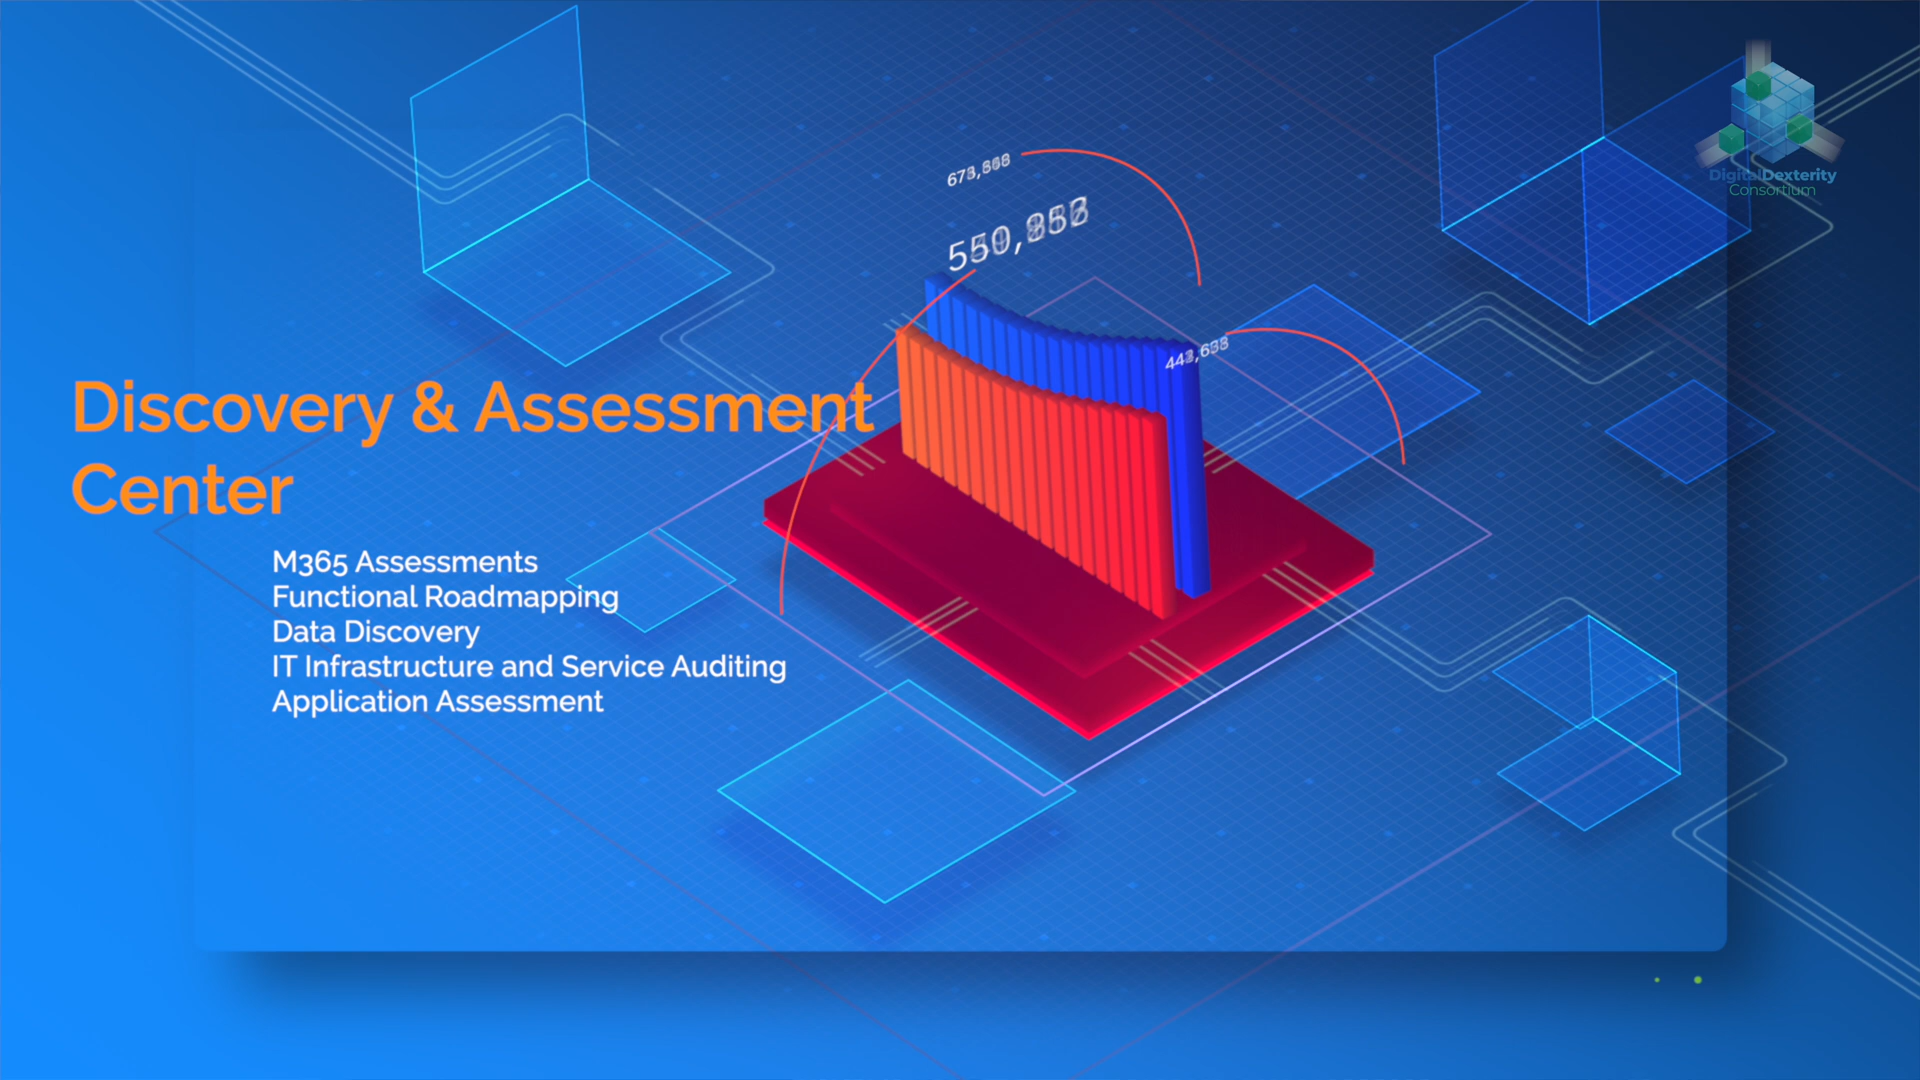 DigitalDexterity
Consortium
Discovery & Assessment
Center
M365 Assessments
Functional Roadmapping
Data Discovery
IT Infrastructure and Service Auditing
Application Assessment